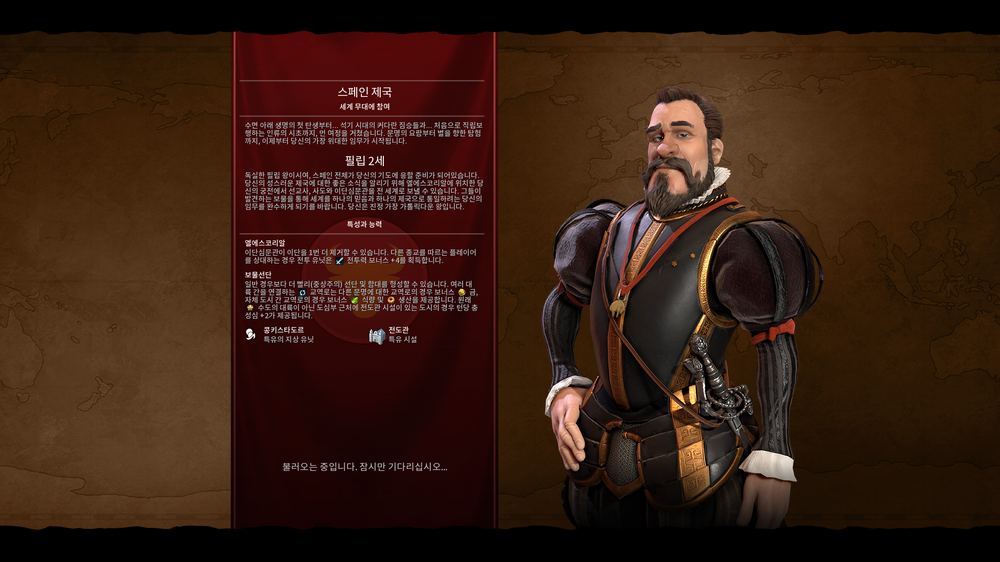 스페인 제국
세계 무대에 참여
수면 아래 생명의 첫 탄생부터... 석기 시대의 커다란 짐승들과... 처음으로 직립보
행하는 인류의 시초까지, 먼 여정을 거쳤습니다. 문명의 요람부터 별을 향한 탐험
까지, 이제부터 당신의 가장 위대한 임무가 시작됩니다.
필립 2세
독실한 필립 왕이시여, 스페인 전체가 당신의 기도에 응할 준비가 되어있습니다.
당신의 성스러운 제국에 대한 좋은 소식을 알리기 위해 엘에스코리알에 위치한 당
신의 궁전에서 선교사, 사도와 이단심문관을 전 세계로 보낼 수 있습니다. 그들이
발견하는 보물을 통해 세계를 하나의 믿음과 하나의 제국으로 통일하려는 당신의
임무를 완수하게 되기를 바랍니다. 당신은 진정 가장 가톨릭다운 왕입니다.
특성과 능력
엘에스코리알
이단심문관이 이단을 1번 더 제거할 수 있습니다. 다른 종교를 따르는 플레이어
를 상대하는 경우 전투 유닛은 전투력 보너스 +4를 획득합니다.
보물선단
일반 경우보다 더 빨리(중상주의) 선단 및 함대를 형성할 수 있습니다. 여러 대
륙 간을 연결하는 교역로는 다른 문명에 대한 교역로의 경우 보너스 금,
자체 도시 간 교역로의 경우 보너스 식량 및 생산을 제공합니다. 원래
수도의 대륙이 아닌 도심부 근처에 전도관 시설이 있는 도시의 경우 턴당 충
성심 +2가 제공됩니다.
콩키스타도르
특유의 지상 유닛
전도관
특유 시설
불러오는 중입니다. 잠시만 기다리십시오...